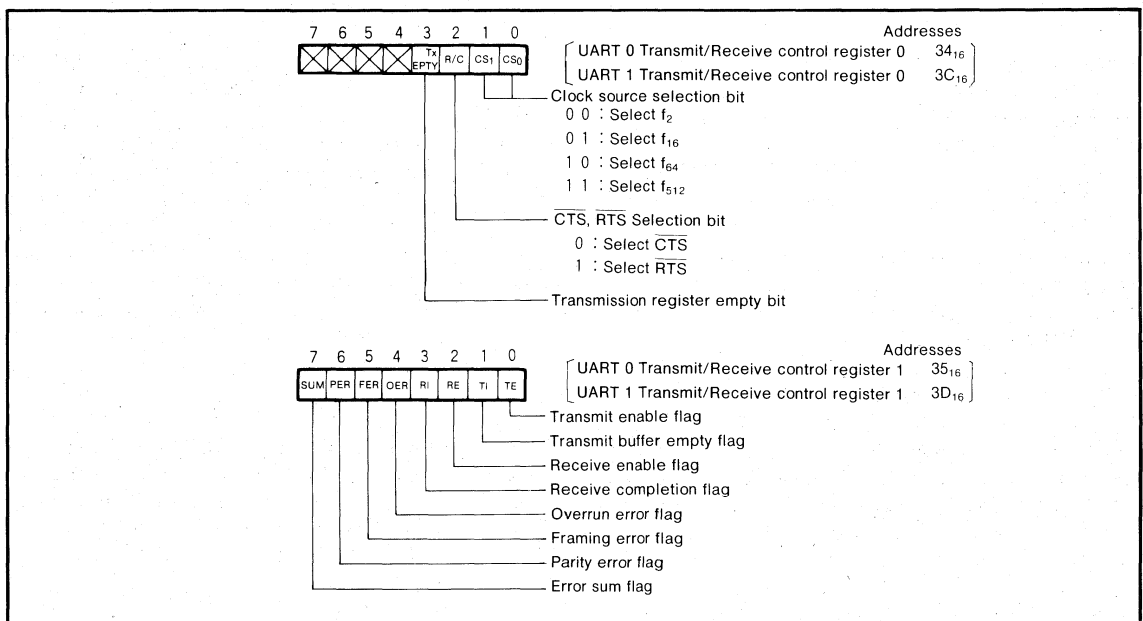 7 6 5 4 3 2 1 0
Tx EPTY R/C CS₁ CS₀
Addresses
UART 0 Transmit/Receive control register 0 34₁₆
UART 1 Transmit/Receive control register 0 3C₁₆
Clock source selection bit
0 0 : Select f₂
0 1 : Select f₁₆
1 0 : Select f₆₄
1 1 : Select f₅₁₂
C̅T̅S̅, R̅T̅S̅ Selection bit
0 : Select C̅T̅S̅
1 : Select R̅T̅S̅
Transmission register empty bit
7 6 5 4 3 2 1 0
SUM PER FER OER RI RE TI TE
Addresses
UART 0 Transmit/Receive control register 1 35₁₆
UART 1 Transmit/Receive control register 1 3D₁₆
Transmit enable flag
Transmit buffer empty flag
Receive enable flag
Receive completion flag
Overrun error flag
Framing error flag
Parity error flag
Error sum flag